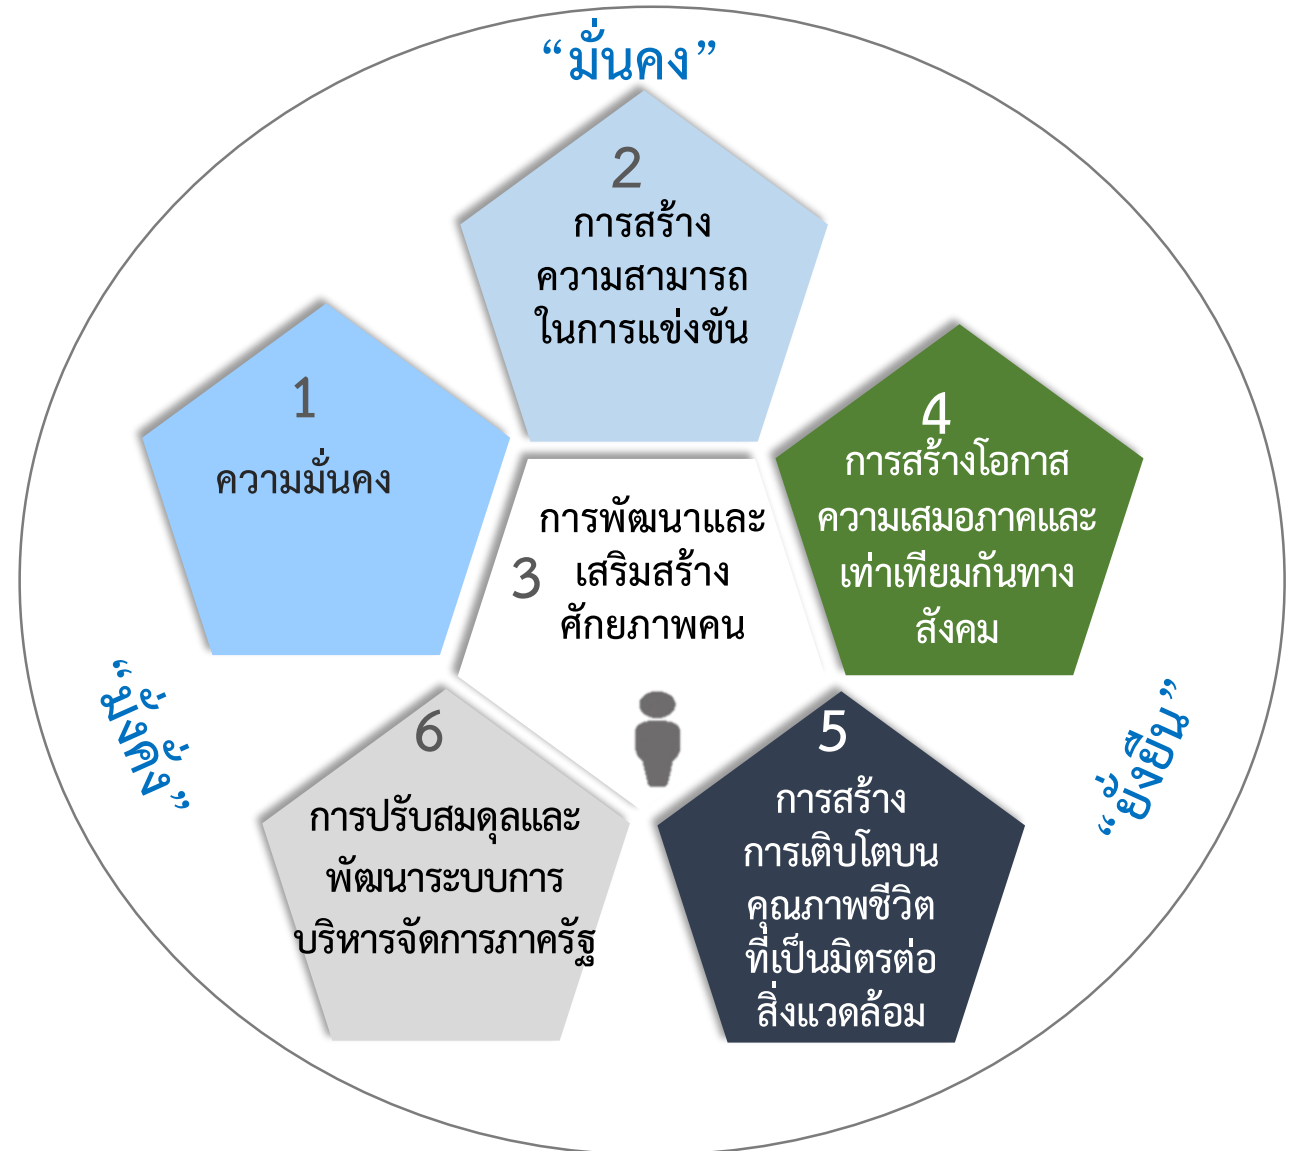 “มั่นคง”
2
การสร้าง
ความสามารถ
ในการแข่งขัน
1
ความมั่นคง
4
การสร้างโอกาส
ความเสมอภาคและ
เท่าเทียมกันทาง
สังคม
3
การพัฒนาและ
เสริมสร้าง
ศักยภาพคน
“มั่งคั่ง”
“ยั่งยืน”
6
การปรับสมดุลและ
พัฒนาระบบการ
บริหารจัดการภาครัฐ
5
การสร้าง
การเติบโตบน
คุณภาพชีวิต
ที่เป็นมิตรต่อ
สิ่งแวดล้อม